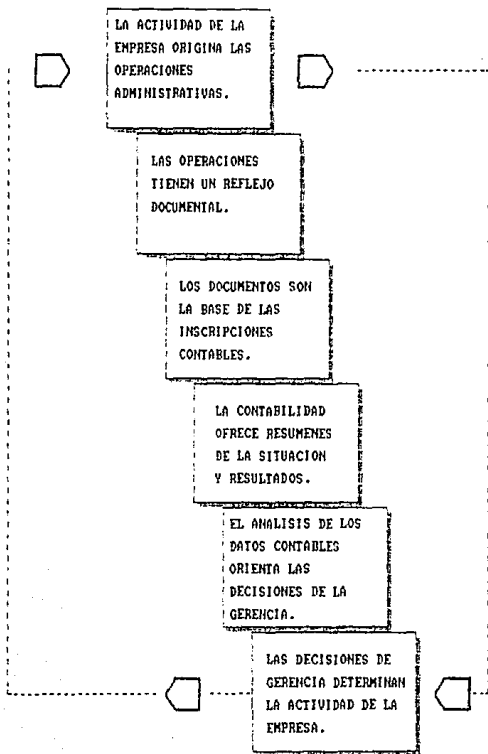 LA ACTIVIDAD DE LA
EMPRESA ORIGINA LAS
OPERACIONES
ADMINISTRATIVAS.
LAS OPERACIONES
TIENEN UN REFLEJO
DOCUMENTAL.
LOS DOCUMENTOS SON
LA BASE DE LAS
INSCRIPCIONES
CONTABLES.
LA CONTABILIDAD
OFRECE RESUMENES
DE LA SITUACION
Y RESULTADOS.
EL ANALISIS DE LOS
DATOS CONTABLES
ORIENTA LAS
DECISIONES DE LA
GERENCIA.
LAS DECISIONES DE
GERENCIA DETERMINAN
LA ACTIVIDAD DE LA
EMPRESA.